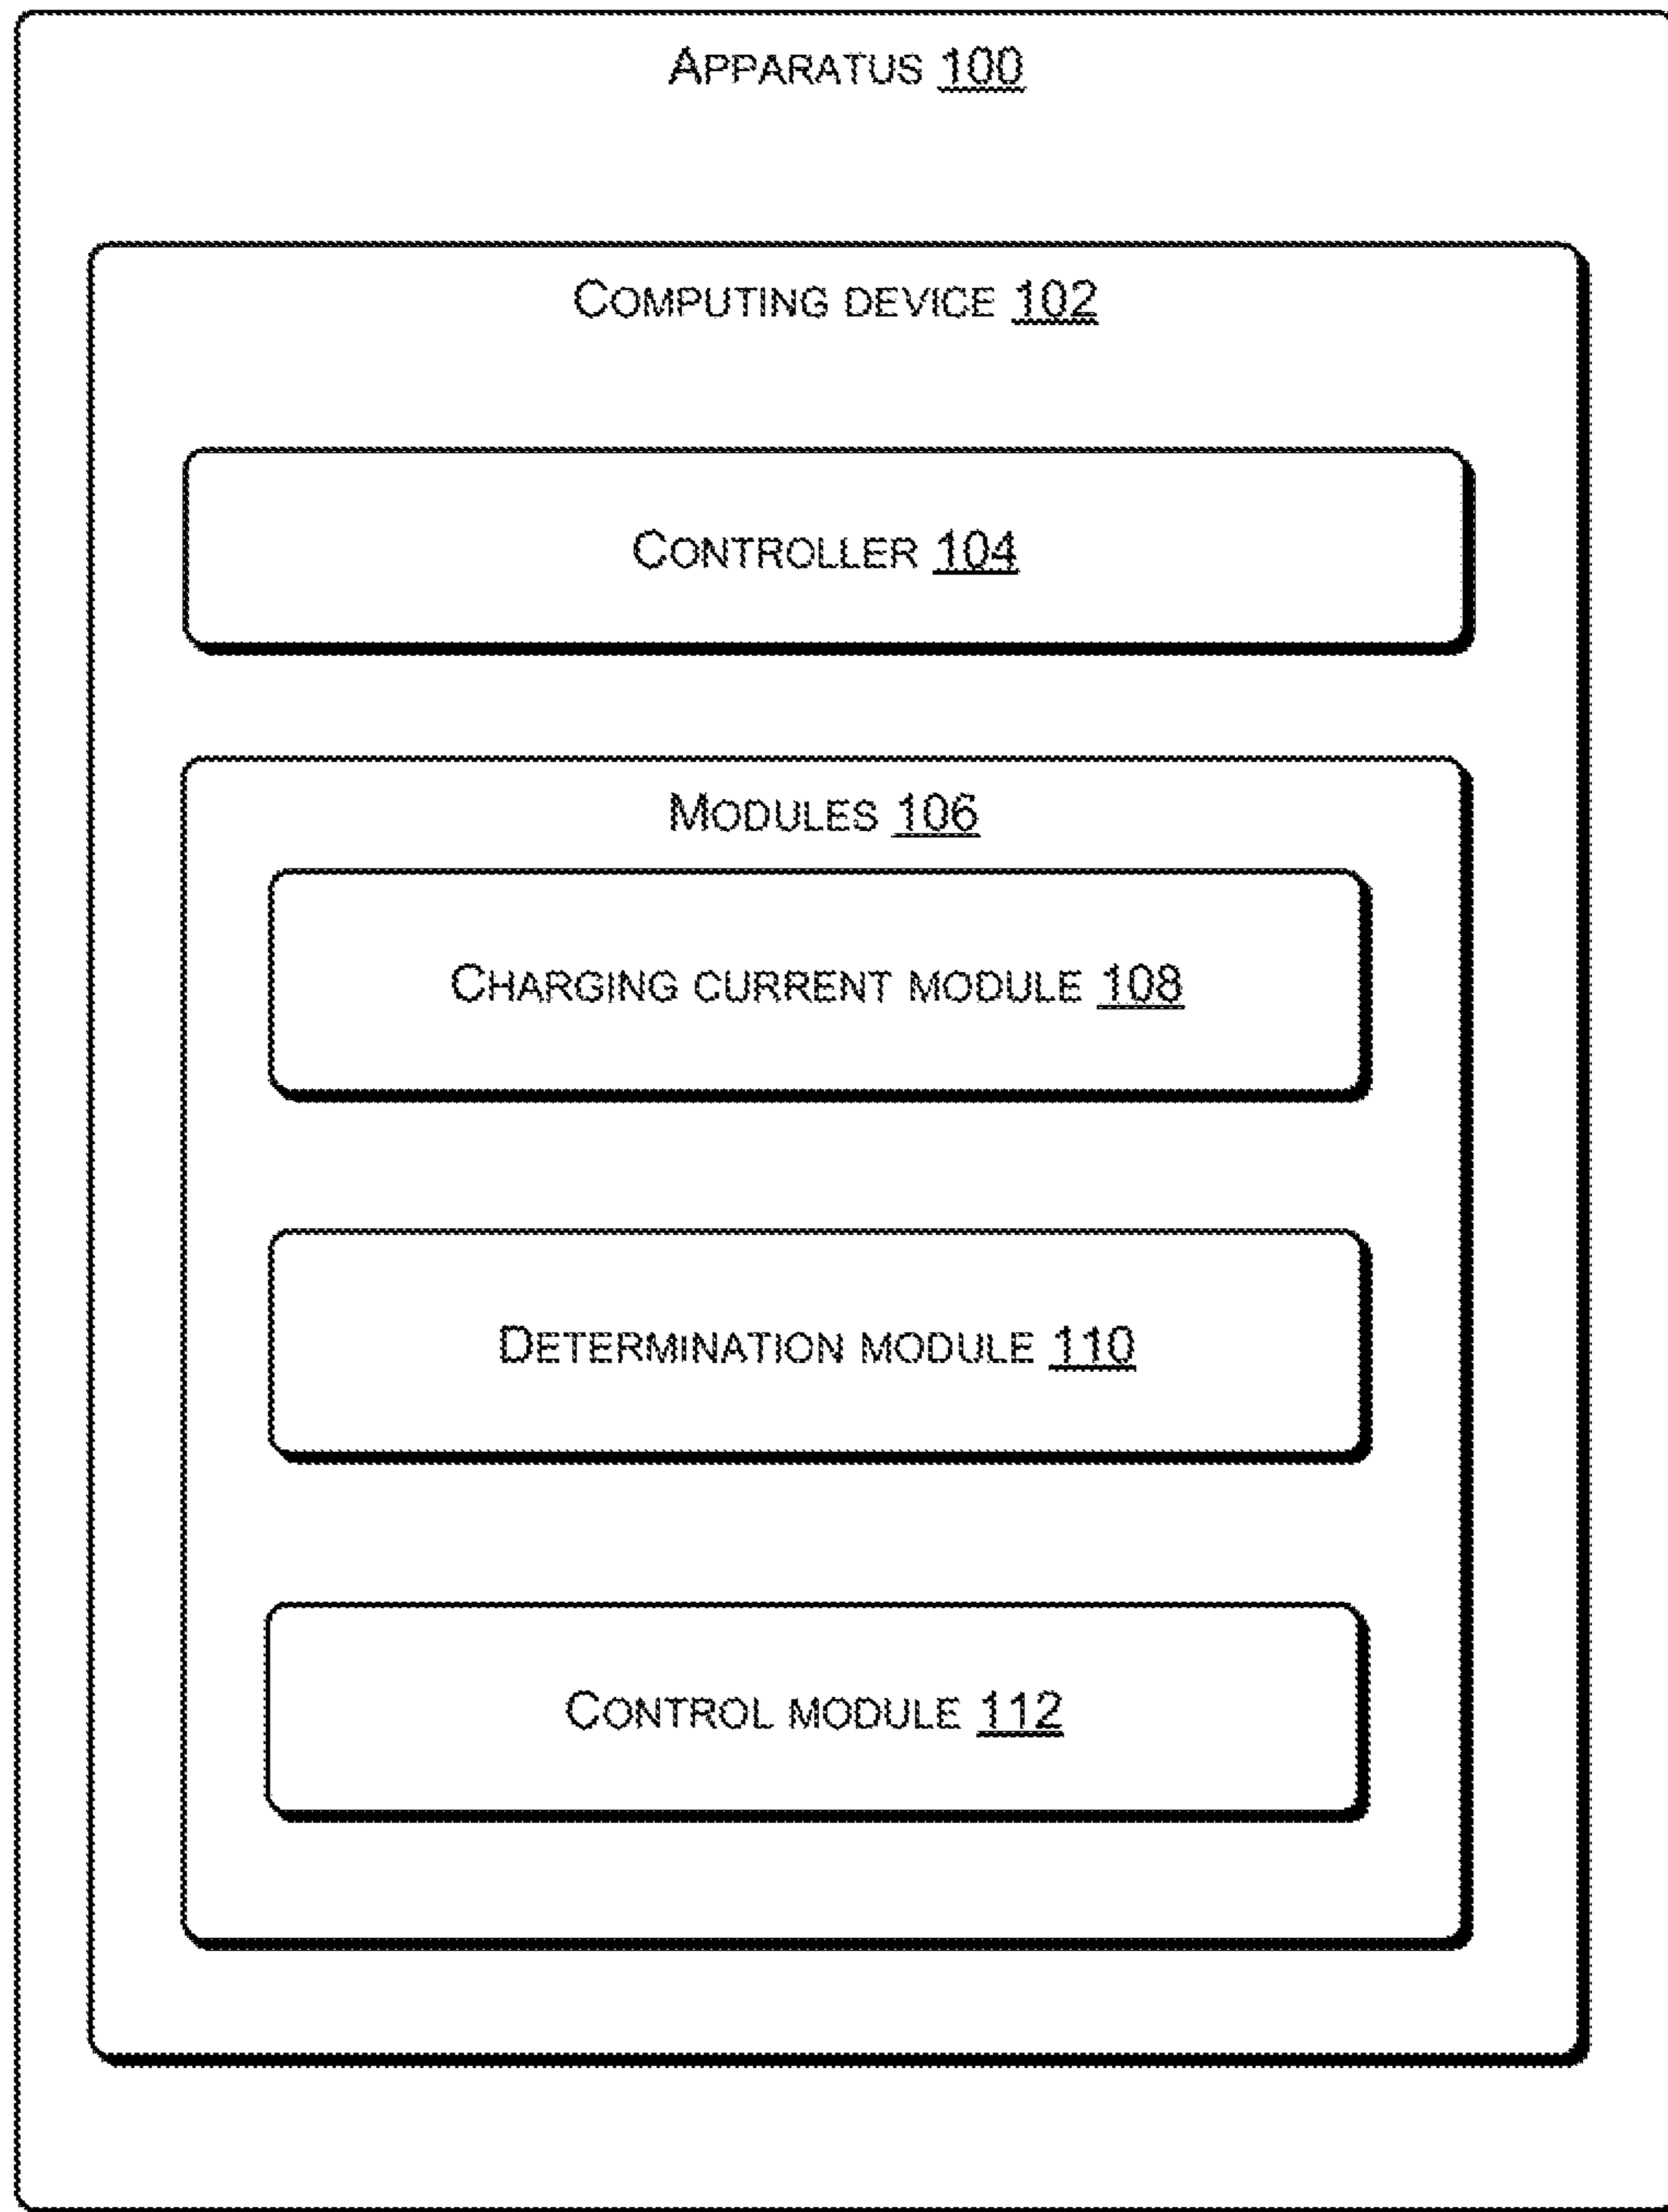 APPARATUS 100
COMPUTING DEVICE 102
CONTROLLER 104
MODULES 106
CHARGING CURRENT MODULE 108
DETERMINATION MODULE 110
CONTROL MODULE 112